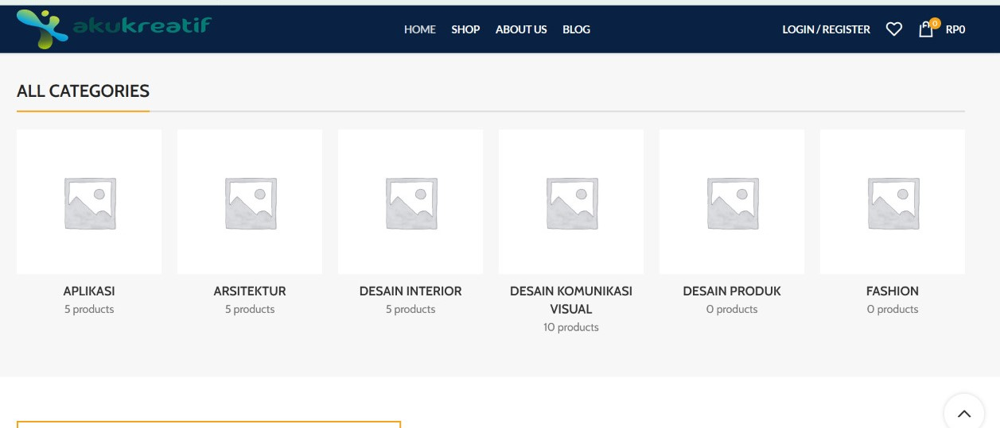 akukreatif
HOME SHOP ABOUT US BLOG
LOGIN / REGISTER 0 RP0
ALL CATEGORIES
APLIKASI
5 products
ARSITEKTUR
5 products
DESAIN INTERIOR
5 products
DESAIN KOMUNIKASI
VISUAL
10 products
DESAIN PRODUK
0 products
FASHION
0 products